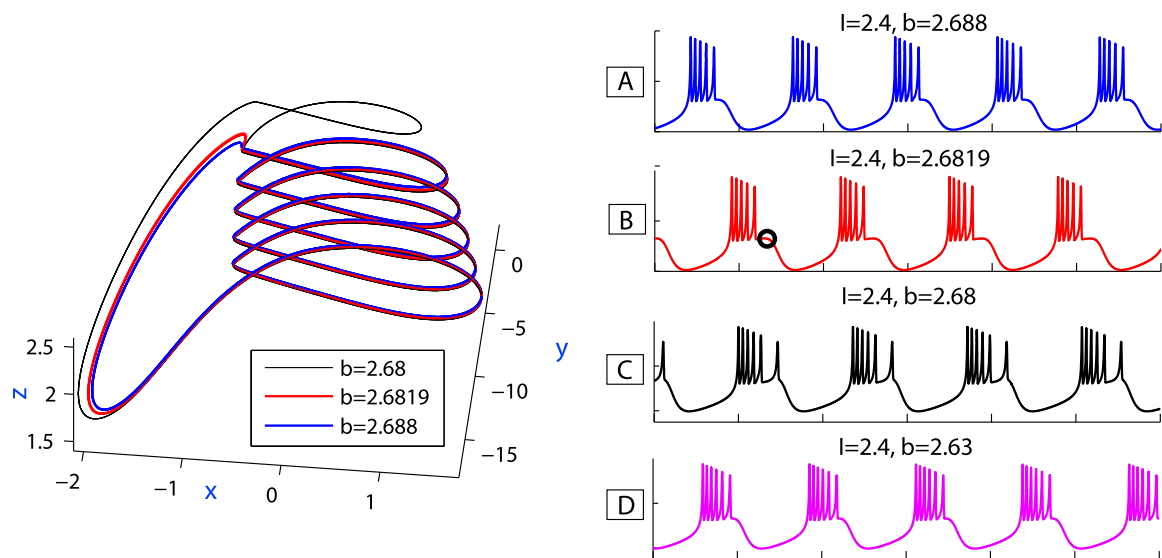 2.5
2
1.5
z
−2
−1
x
0
1
0
−5
−10
−15
y
b=2.68
b=2.6819
b=2.688
I=2.4, b=2.688
A
I=2.4, b=2.6819
B
I=2.4, b=2.68
C
I=2.4, b=2.63
D